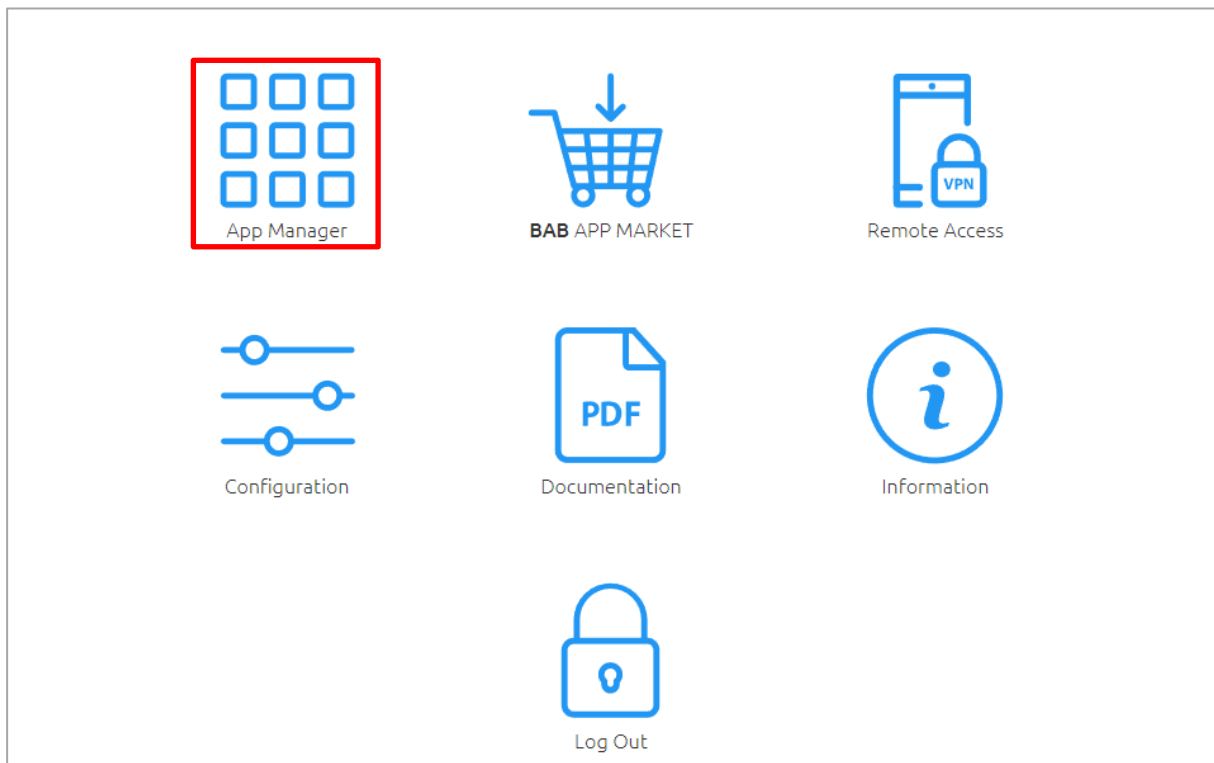 VPN
App Manager
BAB APP MARKET
Remote Access
PDF
i
Configuration
Documentation
Information
Log Out